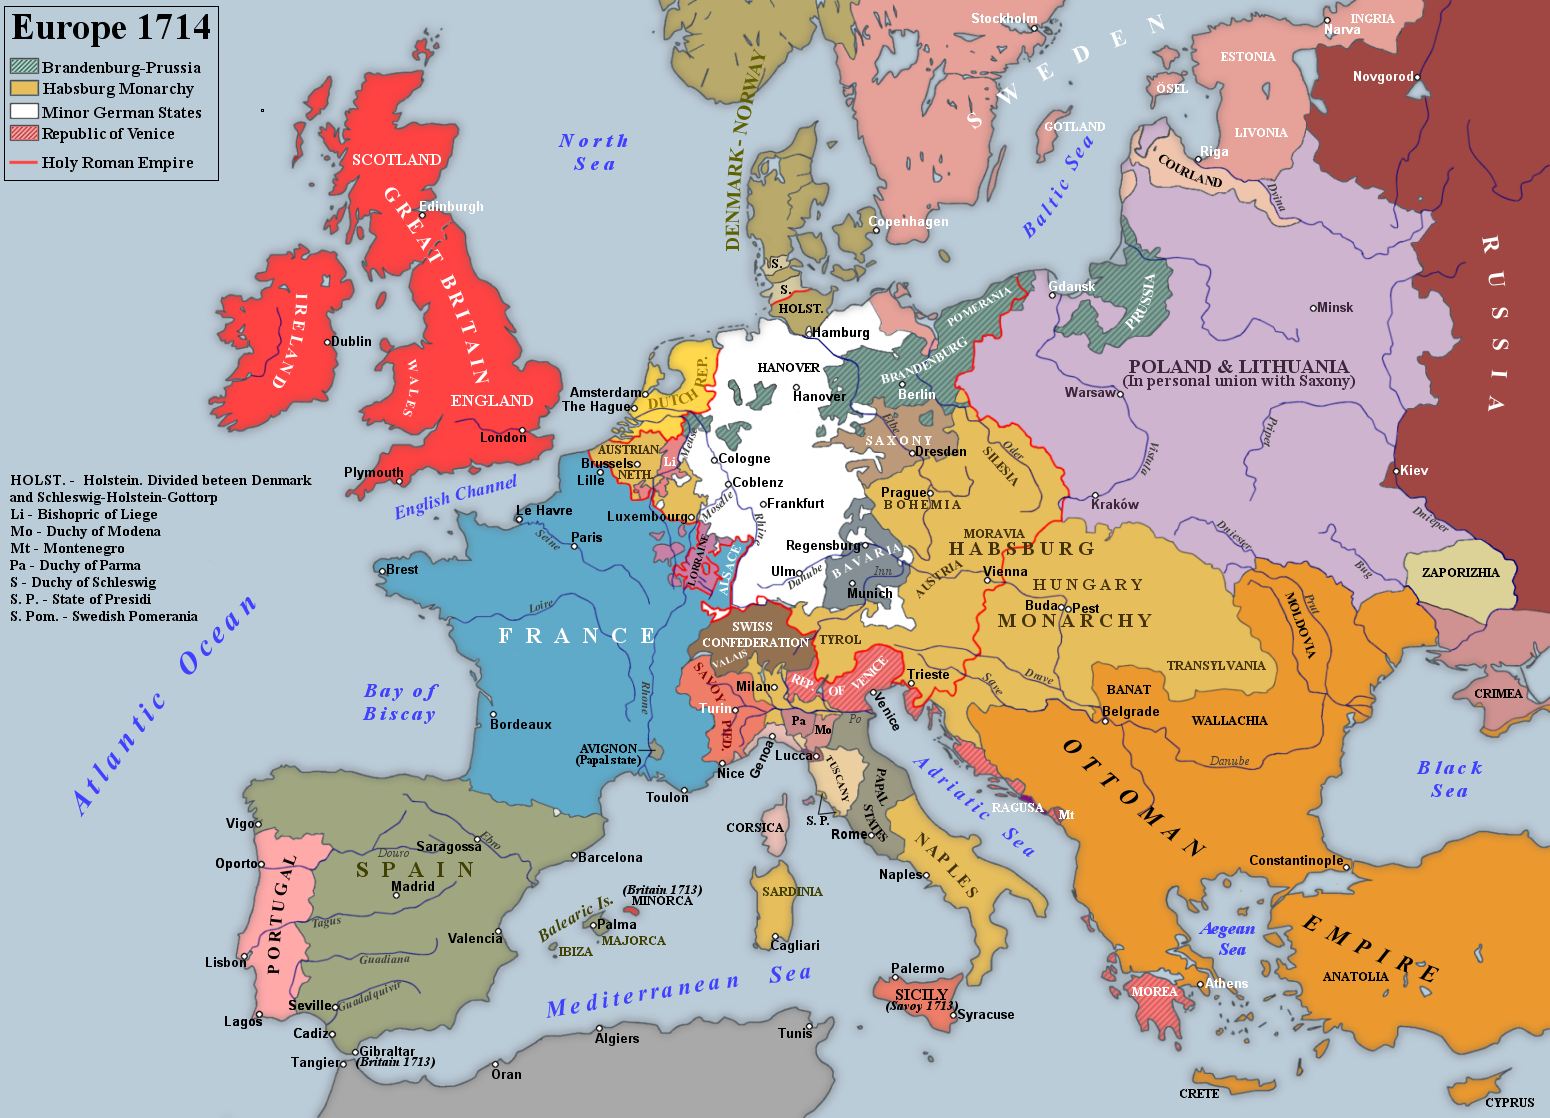 Europe 1714
Brandenburg-Prussia
Habsburg Monarchy
Minor German States
Republic of Venice
Holy Roman Empire
HOLST. - Holstein. Divided beteen Denmark
and Schleswig-Holstein-Gottorp
Li - Bishopric of Liege
Mo - Duchy of Modena
Mt - Montenegro
Pa - Duchy of Parma
S - Duchy of Schleswig
S. P. - State of Presidi
S. Pom. - Swedish Pomerania
North
Sea
Atlantic Ocean
Bay of
Biscay
English Channel
Baltic Sea
Mediterranean Sea
Adriatic Sea
Aegean
Sea
Black
Sea
SCOTLAND
Edinburgh
GREAT BRITAIN
IRELAND
Dublin
WALES
ENGLAND
London
Plymouth
DENMARK - NORWAY
S.
S.
HOLST.
Copenhagen
Stockholm
SWEDEN
GOTLAND
ÖSEL
ESTONIA
LIVONIA
INGRIA
Narva
Novgorod
Riga
COURLAND
Dvina
RUSSIA
Gdansk
PRUSSIA
POMERANIA
BRANDENBURG
Berlin
Minsk
POLAND & LITHUANIA
(In personal union with Saxony)
Warsaw
Vistula
Pripet
Kiev
Kraków
Dnieper
Dniester
Bug
ZAPORIZHIA
CRIMEA
Hamburg
HANOVER
Hanover
Amsterdam
The Hague
DUTCH REP.
AUSTRIAN
NETH.
Brussels
Lille
Li
Meuse
Cologne
Coblenz
Frankfurt
Luxembourg
Moselle
Rhine
LORRAINE
ALSACE
SAXONY
Elbe
Dresden
Oder
SILESIA
Prague
BOHEMIA
MORAVIA
Regensburg
BAVARIA
Ulm
Danube
Inn
Munich
AUSTRIA
Vienna
HABSBURG
MONARCHY
HUNGARY
Buda
Pest
TRANSYLVANIA
TYROL
Drave
Save
Le Havre
Seine
Paris
Brest
Loire
FRANCE
Rhone
Bordeaux
AVIGNON
(Papal state)
Toulon
Nice
SWISS
CONFEDERATION
VALAIS
SAVOY
PIED.
Turin
Milan
REP. OF VENICE
Venice
Trieste
Genoa
Pa
Mo
Po
Lucca
TUSCANY
S. P.
PAPAL
STATES
Rome
CORSICA
SARDINIA
Cagliari
NAPLES
Naples
Palermo
SICILY
(Savoy 1713)
Syracuse
RAGUSA
Mt
MOLDOVIA
Prut
BANAT
Belgrade
WALLACHIA
Danube
OTTOMAN
EMPIRE
Constantinople
ANATOLIA
Athens
MOREA
CRETE
CYPRUS
Vigo
Oporto
PORTUGAL
Lisbon
Lagos
SPAIN
Douro
Saragossa
Ebro
Madrid
Barcelona
Tagus
Valencia
Guadiana
Seville
Guadalquivir
Cadiz
Gibraltar
(Britain 1713)
Tangier
Balearic Is.
(Britain 1713)
MINORCA
Palma
MAJORCA
IBIZA
Oran
Algiers
Tunis